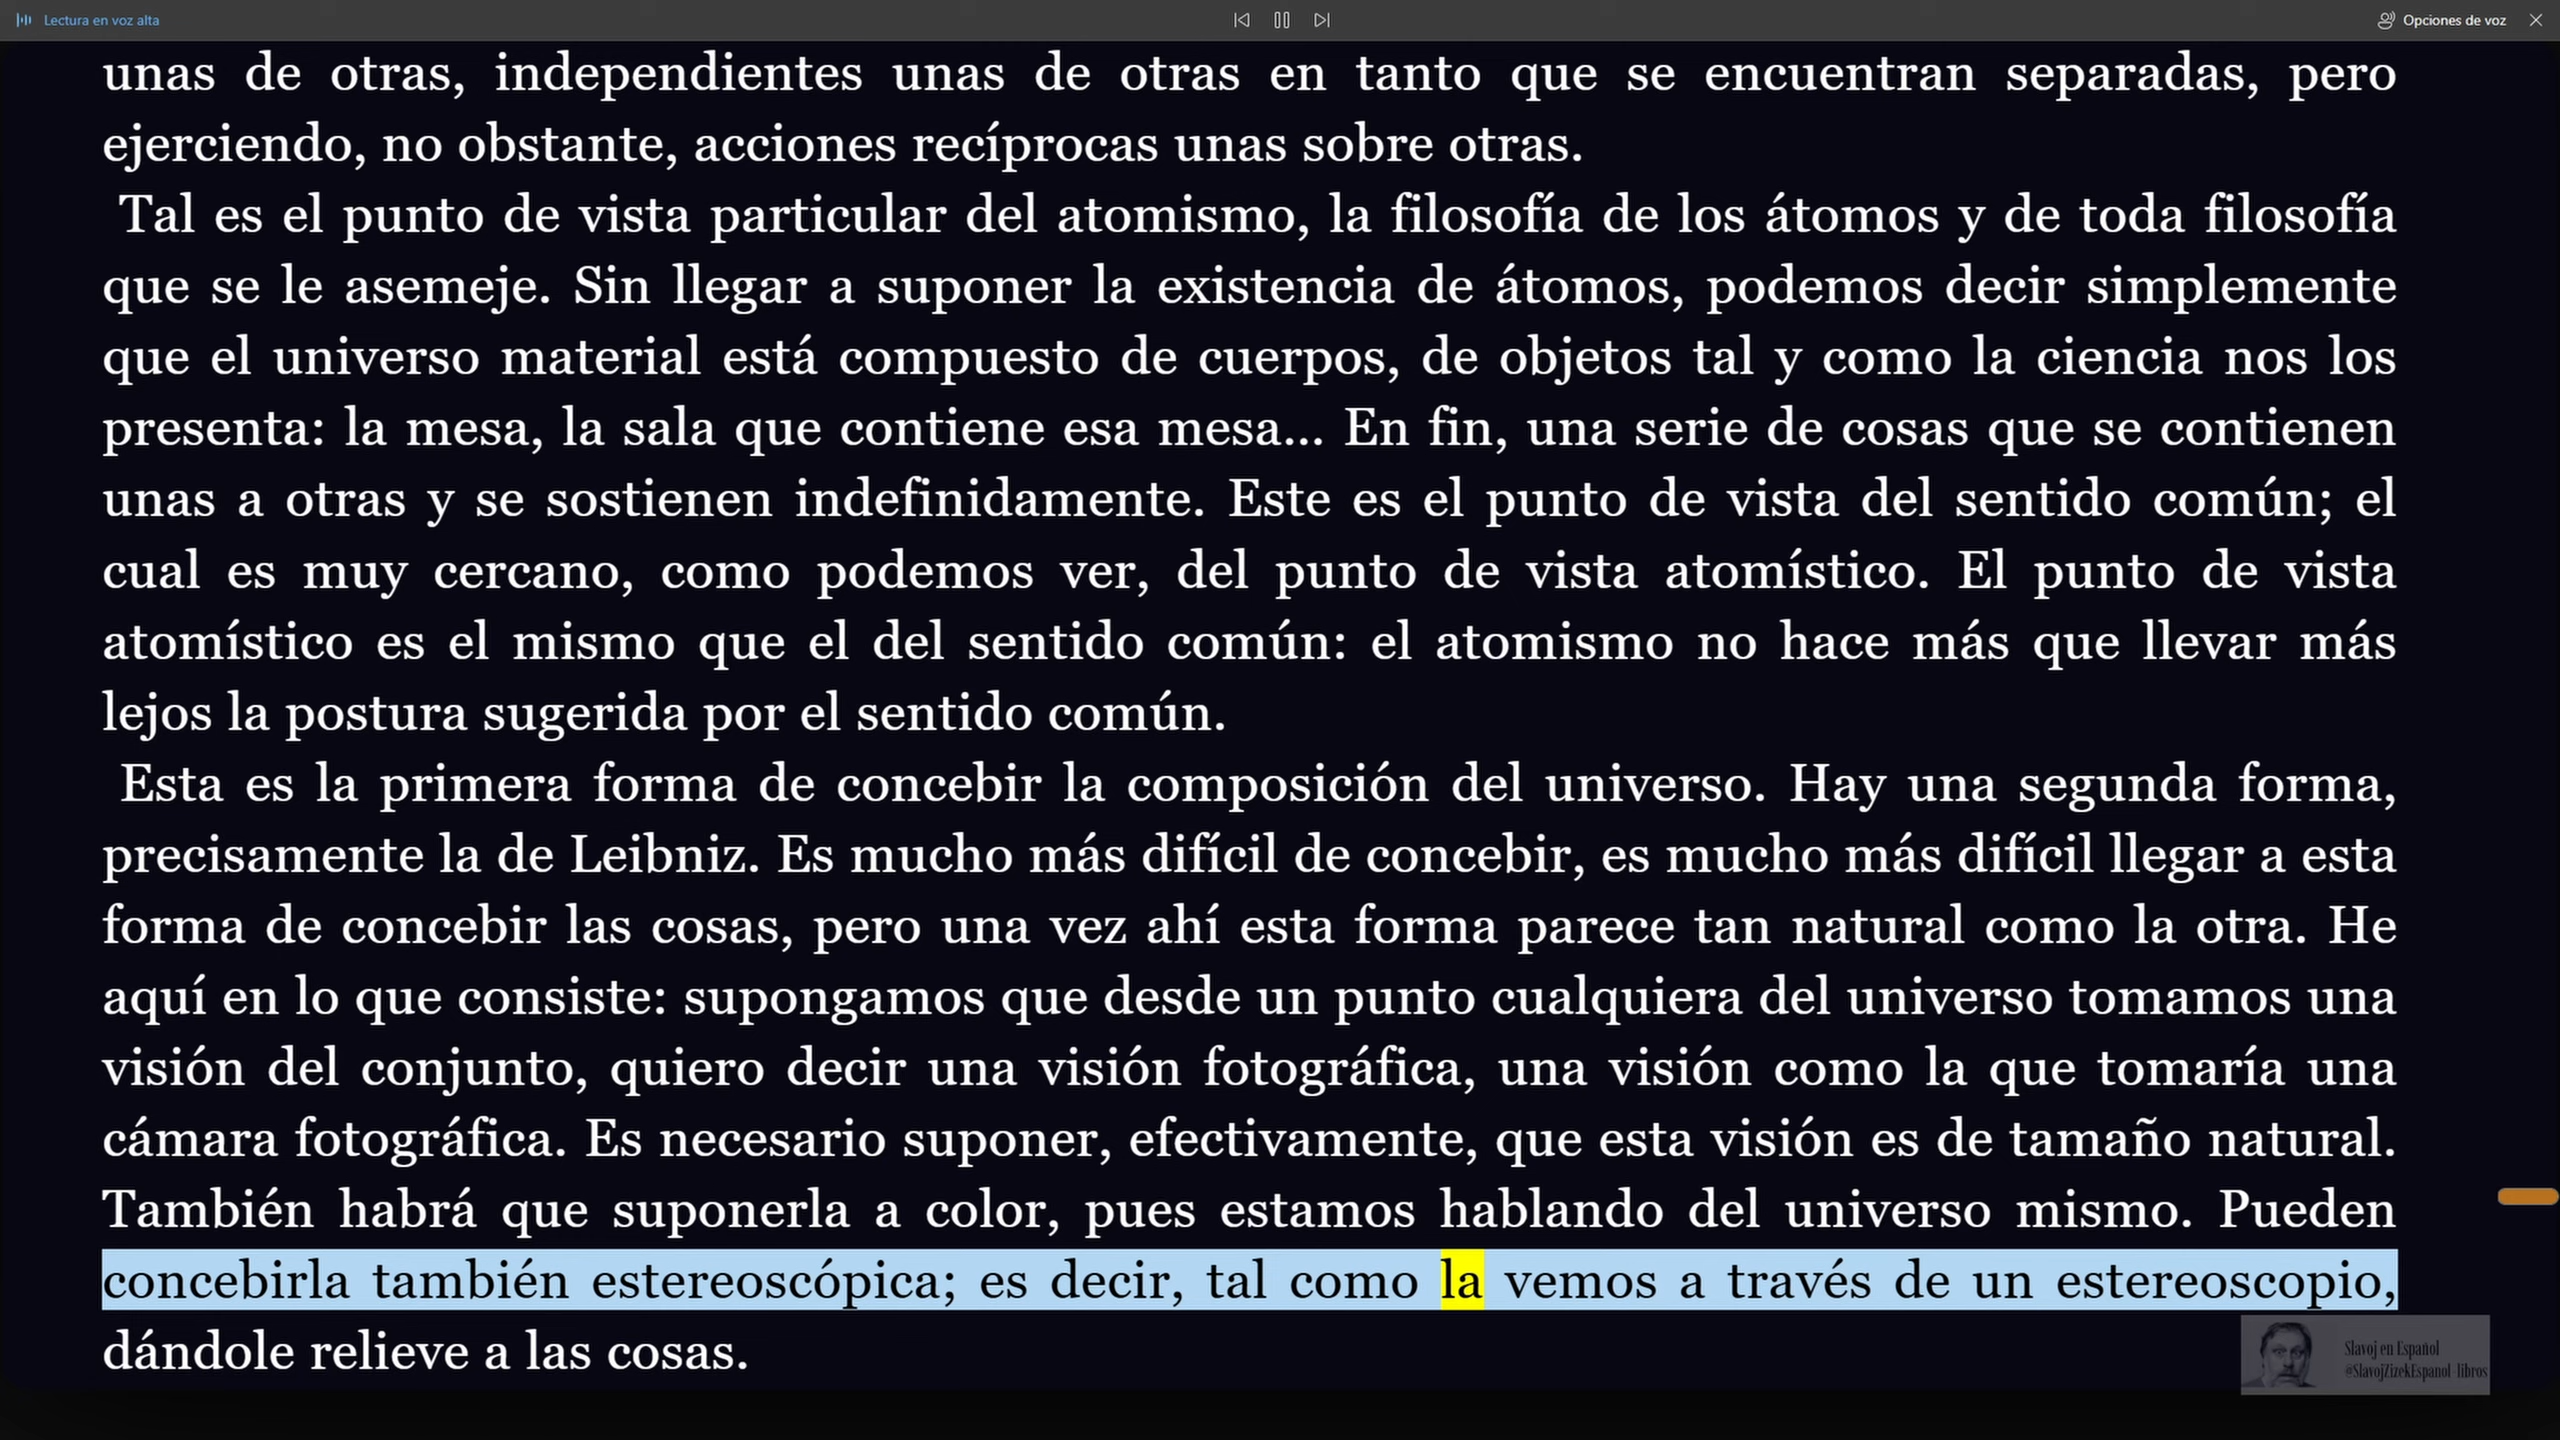 Lectura en voz alta
Opciones de voz
unas de otras, independientes unas de otras en tanto que se encuentran separadas, pero
ejerciendo, no obstante, acciones recíprocas unas sobre otras.
Tal es el punto de vista particular del atomismo, la filosofía de los átomos y de toda filosofía
que se le asemeje. Sin llegar a suponer la existencia de átomos, podemos decir simplemente
que el universo material está compuesto de cuerpos, de objetos tal y como la ciencia nos los
presenta: la mesa, la sala que contiene esa mesa... En fin, una serie de cosas que se contienen
unas a otras y se sostienen indefinidamente. Este es el punto de vista del sentido común; el
cual es muy cercano, como podemos ver, del punto de vista atomístico. El punto de vista
atomístico es el mismo que el del sentido común: el atomismo no hace más que llevar más
lejos la postura sugerida por el sentido común.
Esta es la primera forma de concebir la composición del universo. Hay una segunda forma,
precisamente la de Leibniz. Es mucho más difícil de concebir, es mucho más difícil llegar a esta
forma de concebir las cosas, pero una vez ahí esta forma parece tan natural como la otra. He
aquí en lo que consiste: supongamos que desde un punto cualquiera del universo tomamos una
visión del conjunto, quiero decir una visión fotográfica, una visión como la que tomaría una
cámara fotográfica. Es necesario suponer, efectivamente, que esta visión es de tamaño natural.
También habrá que suponerla a color, pues estamos hablando del universo mismo. Pueden
concebirla también estereoscópica; es decir, tal como la vemos a través de un estereoscopio,
dándole relieve a las cosas.
Slavoj en Español
@SlavojZizekEspanol-libros